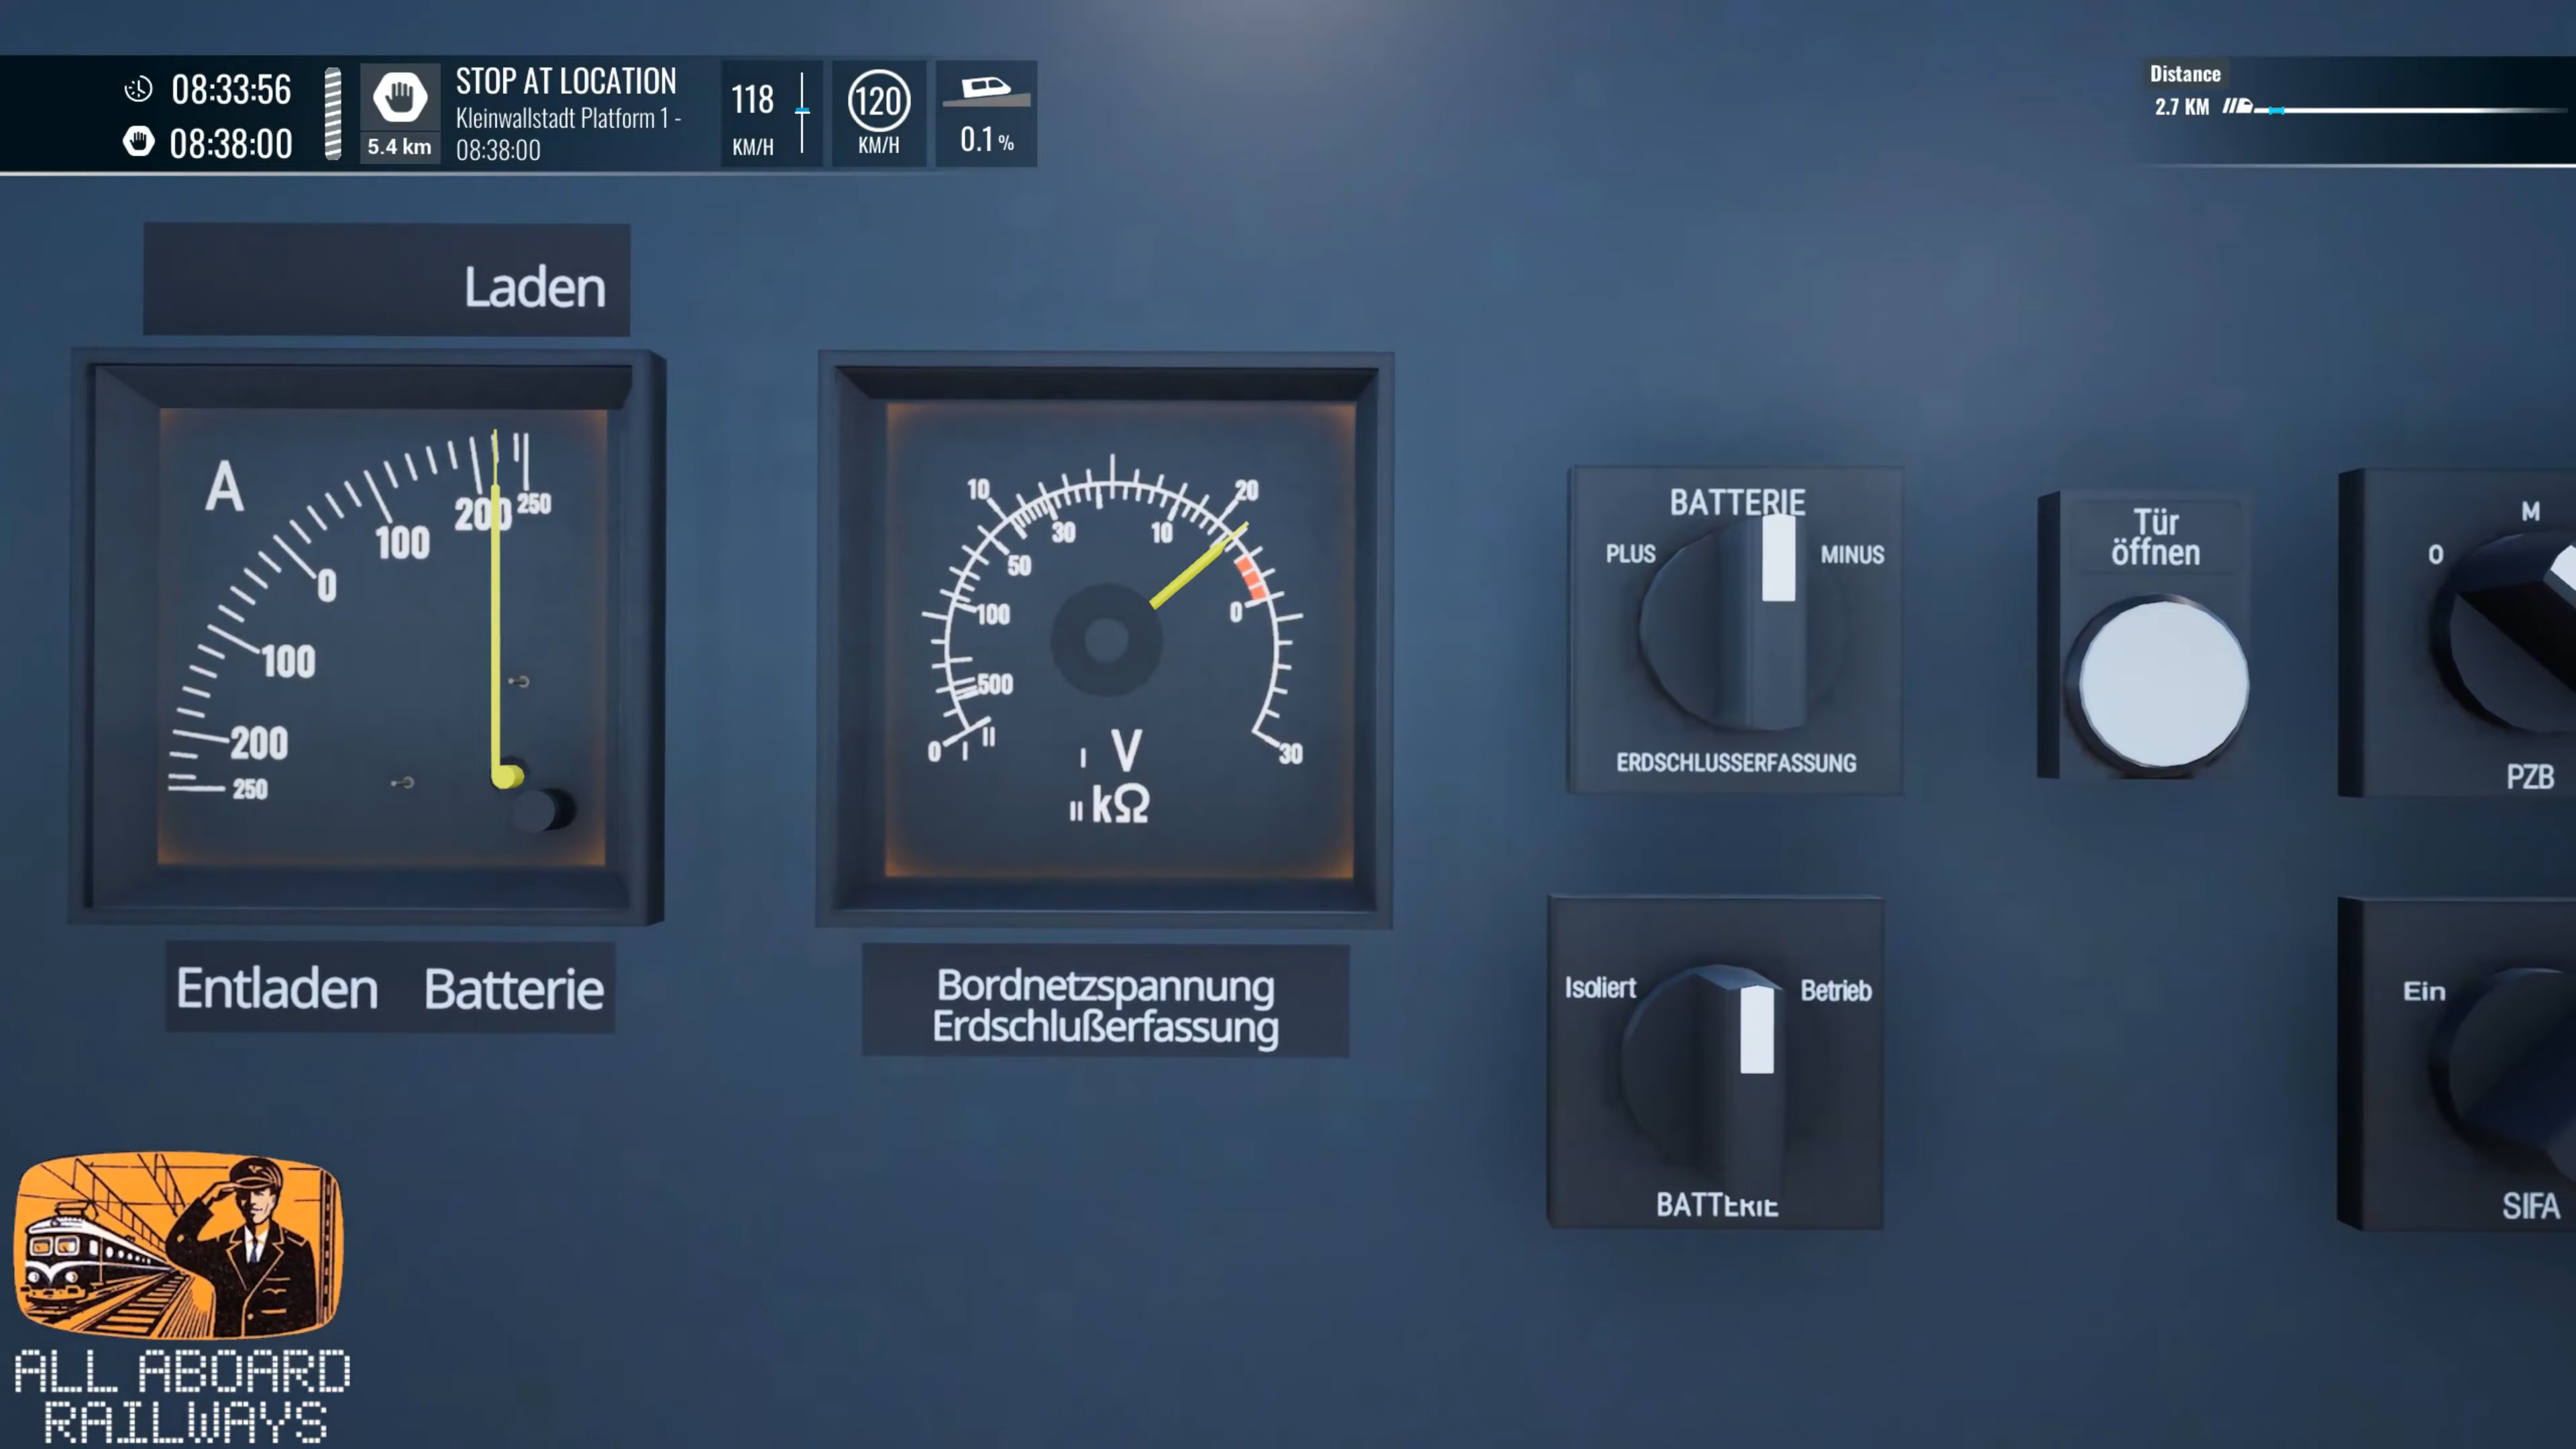 08:33:56
08:38:00
5.4 km
STOP AT LOCATION
Kleinwallstadt Platform 1 -
08:38:00
118
KM/H
120
KM/H
0.1 %
Distance
2.7 KM
Laden
A
250
200
100
0
100
200
250
Entladen Batterie
10
20
30
10
50
100
0
500
0 I II
30
I V
II kΩ
Bordnetzspannung
Erdschlußerfassung
BATTERIE
PLUS
MINUS
ERDSCHLUSSERFASSUNG
Isoliert
Betrieb
BATTERIE
Tür
öffnen
M
O
PZB
Ein
SIFA
ALL ABOARD
RAILWAYS